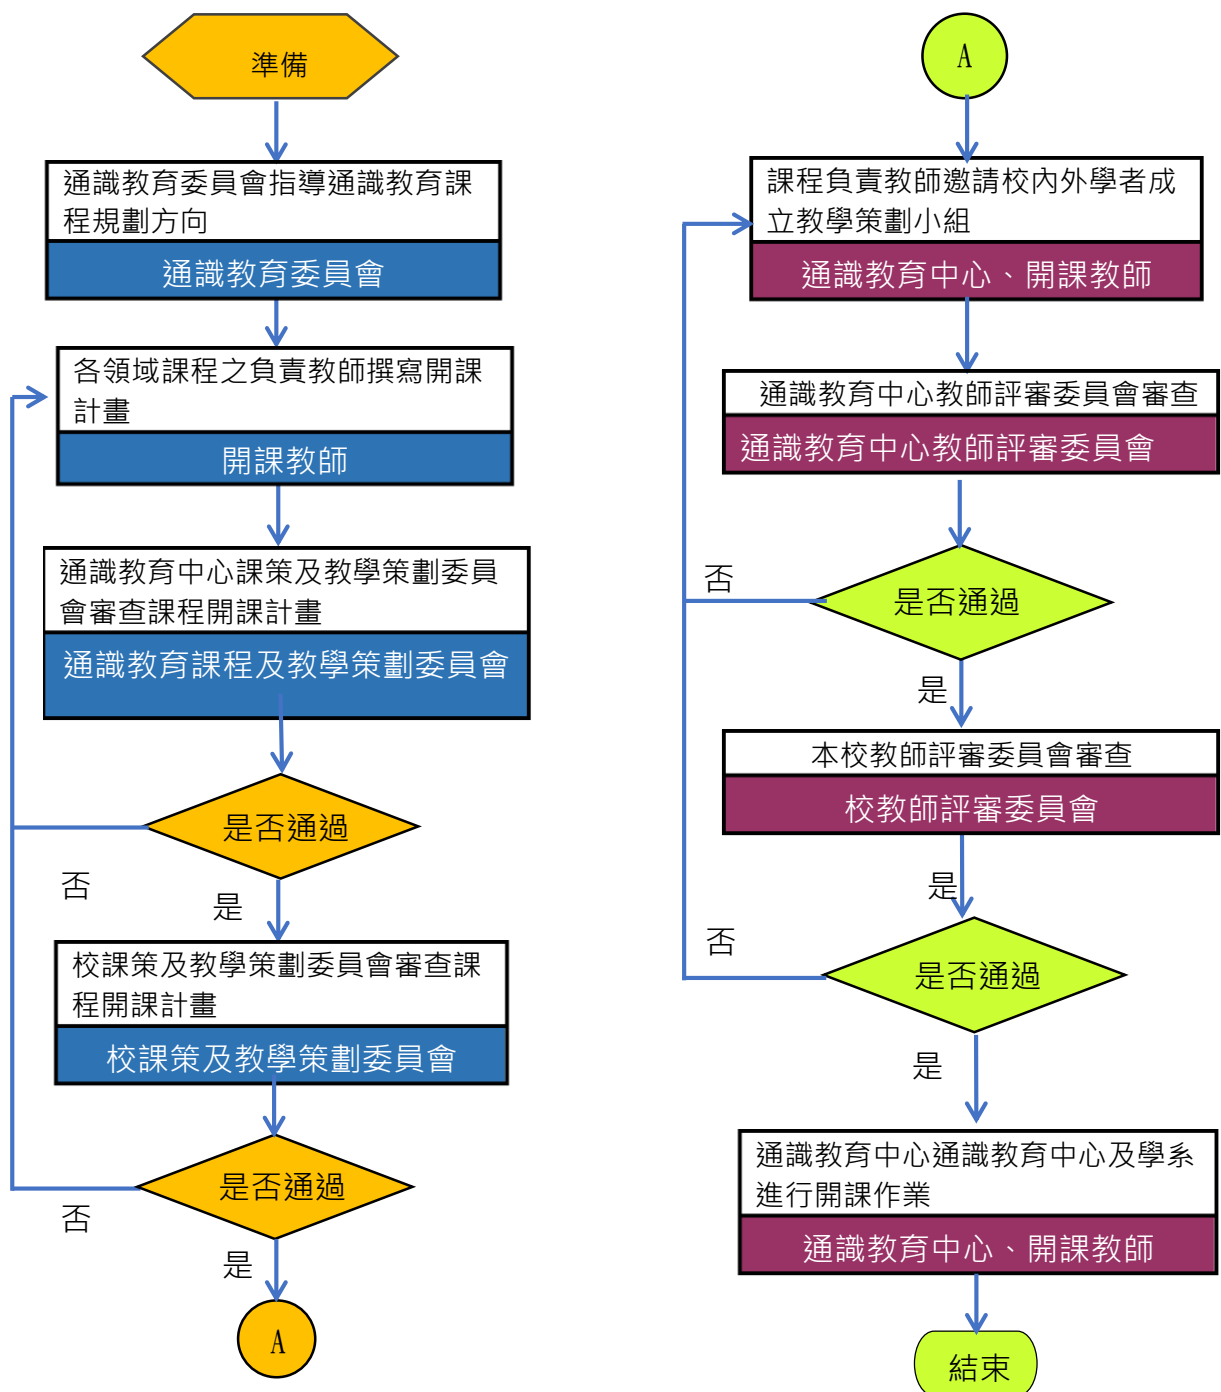 準備
通識教育委員會指導通識教育課
程規劃方向
通識教育委員會
各領域課程之負責教師撰寫開課
計畫
開課教師
通識教育中心課策及教學策劃委員
會審查課程開課計畫
通識教育課程及教學策劃委員會
是否通過
否
是
校課策及教學策劃委員會審查課
程開課計畫
校課策及教學策劃委員會
是否通過
否
是
A
A
課程負責教師邀請校內外學者成
立教學策劃小組
通識教育中心、開課教師
通識教育中心教師評審委員會審查
通識教育中心教師評審委員會
否
是否通過
是
本校教師評審委員會審查
校教師評審委員會
是
否
是否通過
是
通識教育中心通識教育中心及學系
進行開課作業
通識教育中心、開課教師
結束